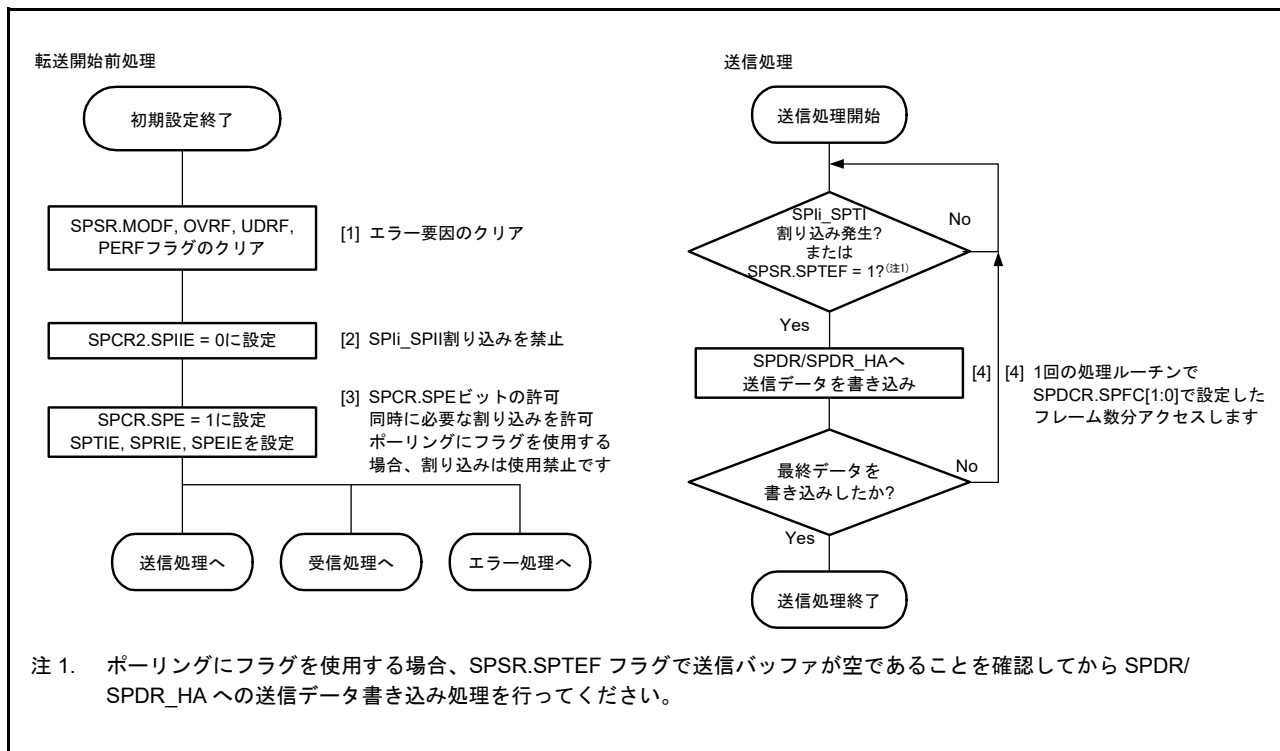 転送開始前処理
初期設定終了
SPSR.MODF, OVRF, UDRF,
PERFフラグのクリア
[1] エラー要因のクリア
SPCR2.SPIIE = 0に設定
[2] SPIi_SPII割り込みを禁止
SPCR.SPE = 1に設定
SPTIE, SPRIE, SPEIEを設定
[3] SPCR.SPEビットの許可
同時に必要な割り込みを許可
ポーリングにフラグを使用する
場合、割り込みは使用禁止です
送信処理へ
受信処理へ
エラー処理へ
送信処理
送信処理開始
SPIi_SPTI
割り込み発生?
または
SPSR.SPTEF = 1?(注1)
No
Yes
SPDR/SPDR_HAへ
送信データを書き込み
[4]
[4] 1回の処理ルーチンで
SPDCR.SPFC[1:0]で設定した
フレーム数分アクセスします
最終データを
書き込みしたか?
No
Yes
送信処理終了
注 1. ポーリングにフラグを使用する場合、SPSR.SPTEF フラグで送信バッファが空であることを確認してから SPDR/
SPDR_HA への送信データ書き込み処理を行ってください。